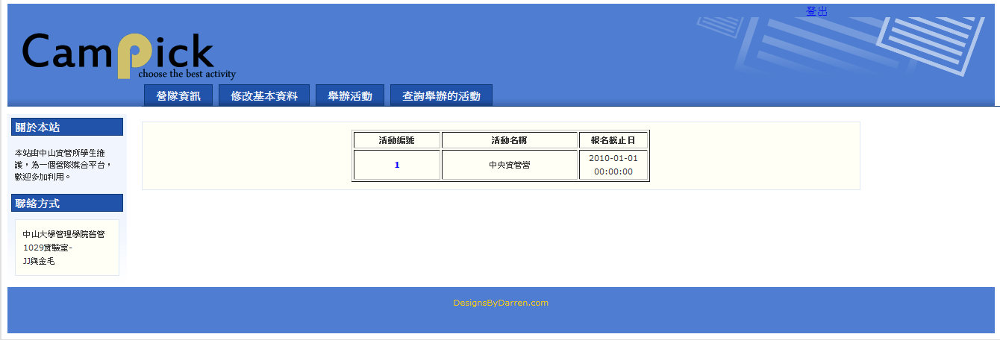 登出
Campick
choose the best activity
營隊資訊 修改基本資料 舉辦活動 查詢舉辦的活動
關於本站
本站由中山資管所學生維
護，為一個營隊媒合平台，
歡迎多加利用。
聯絡方式
中山大學管理學院舊管
1029實驗室-
JJ與金毛
活動編號 活動名稱 報名截止日
1 中央資管營 2010-01-01
00:00:00
DesignsByDarren.com